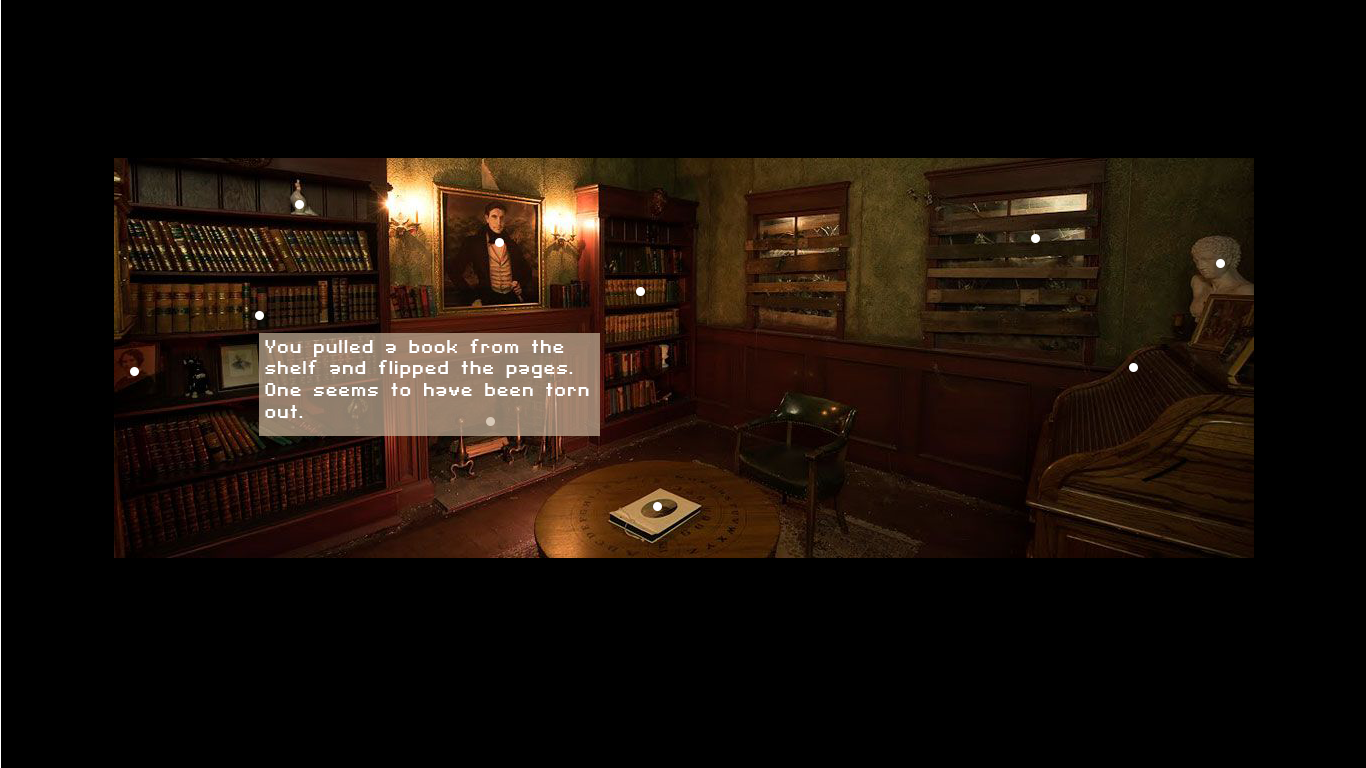 You pulled a book from the
shelf and flipped the pages.
One seems to have been torn
out.